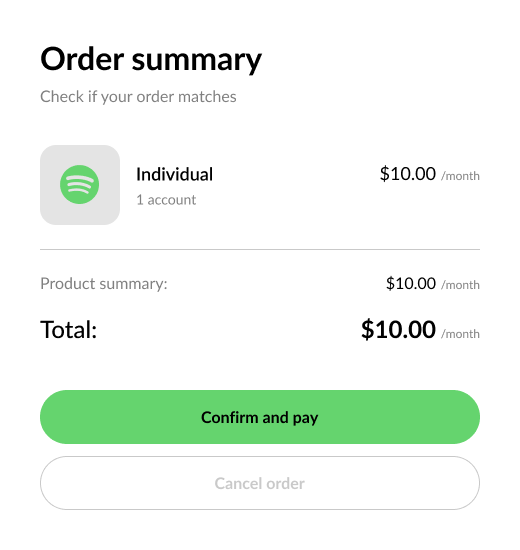 Order summary
Check if your order matches
Individual $10.00 /month
1 account
Product summary: $10.00 /month
Total: $10.00 /month
Confirm and pay
Cancel order